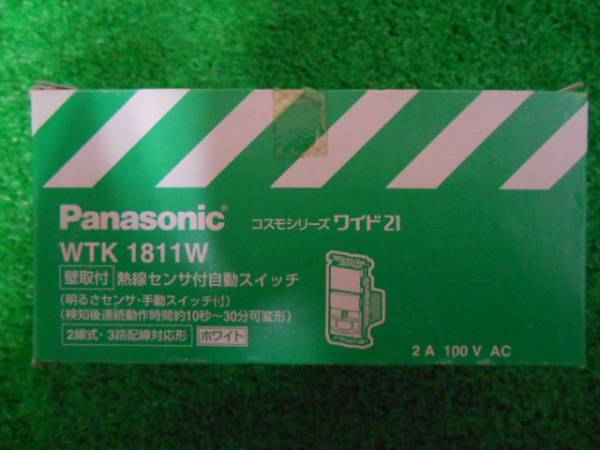 Panasonic® コスモシリーズ ワイド21
WTK 1811W
壁取付 熱線センサ付自動スイッチ
(明るさセンサ・手動スイッチ付)
(検知後連続動作時間約10秒～30分可変形)
2線式・3路配線対応形 ホワイト
2 A 100 V AC